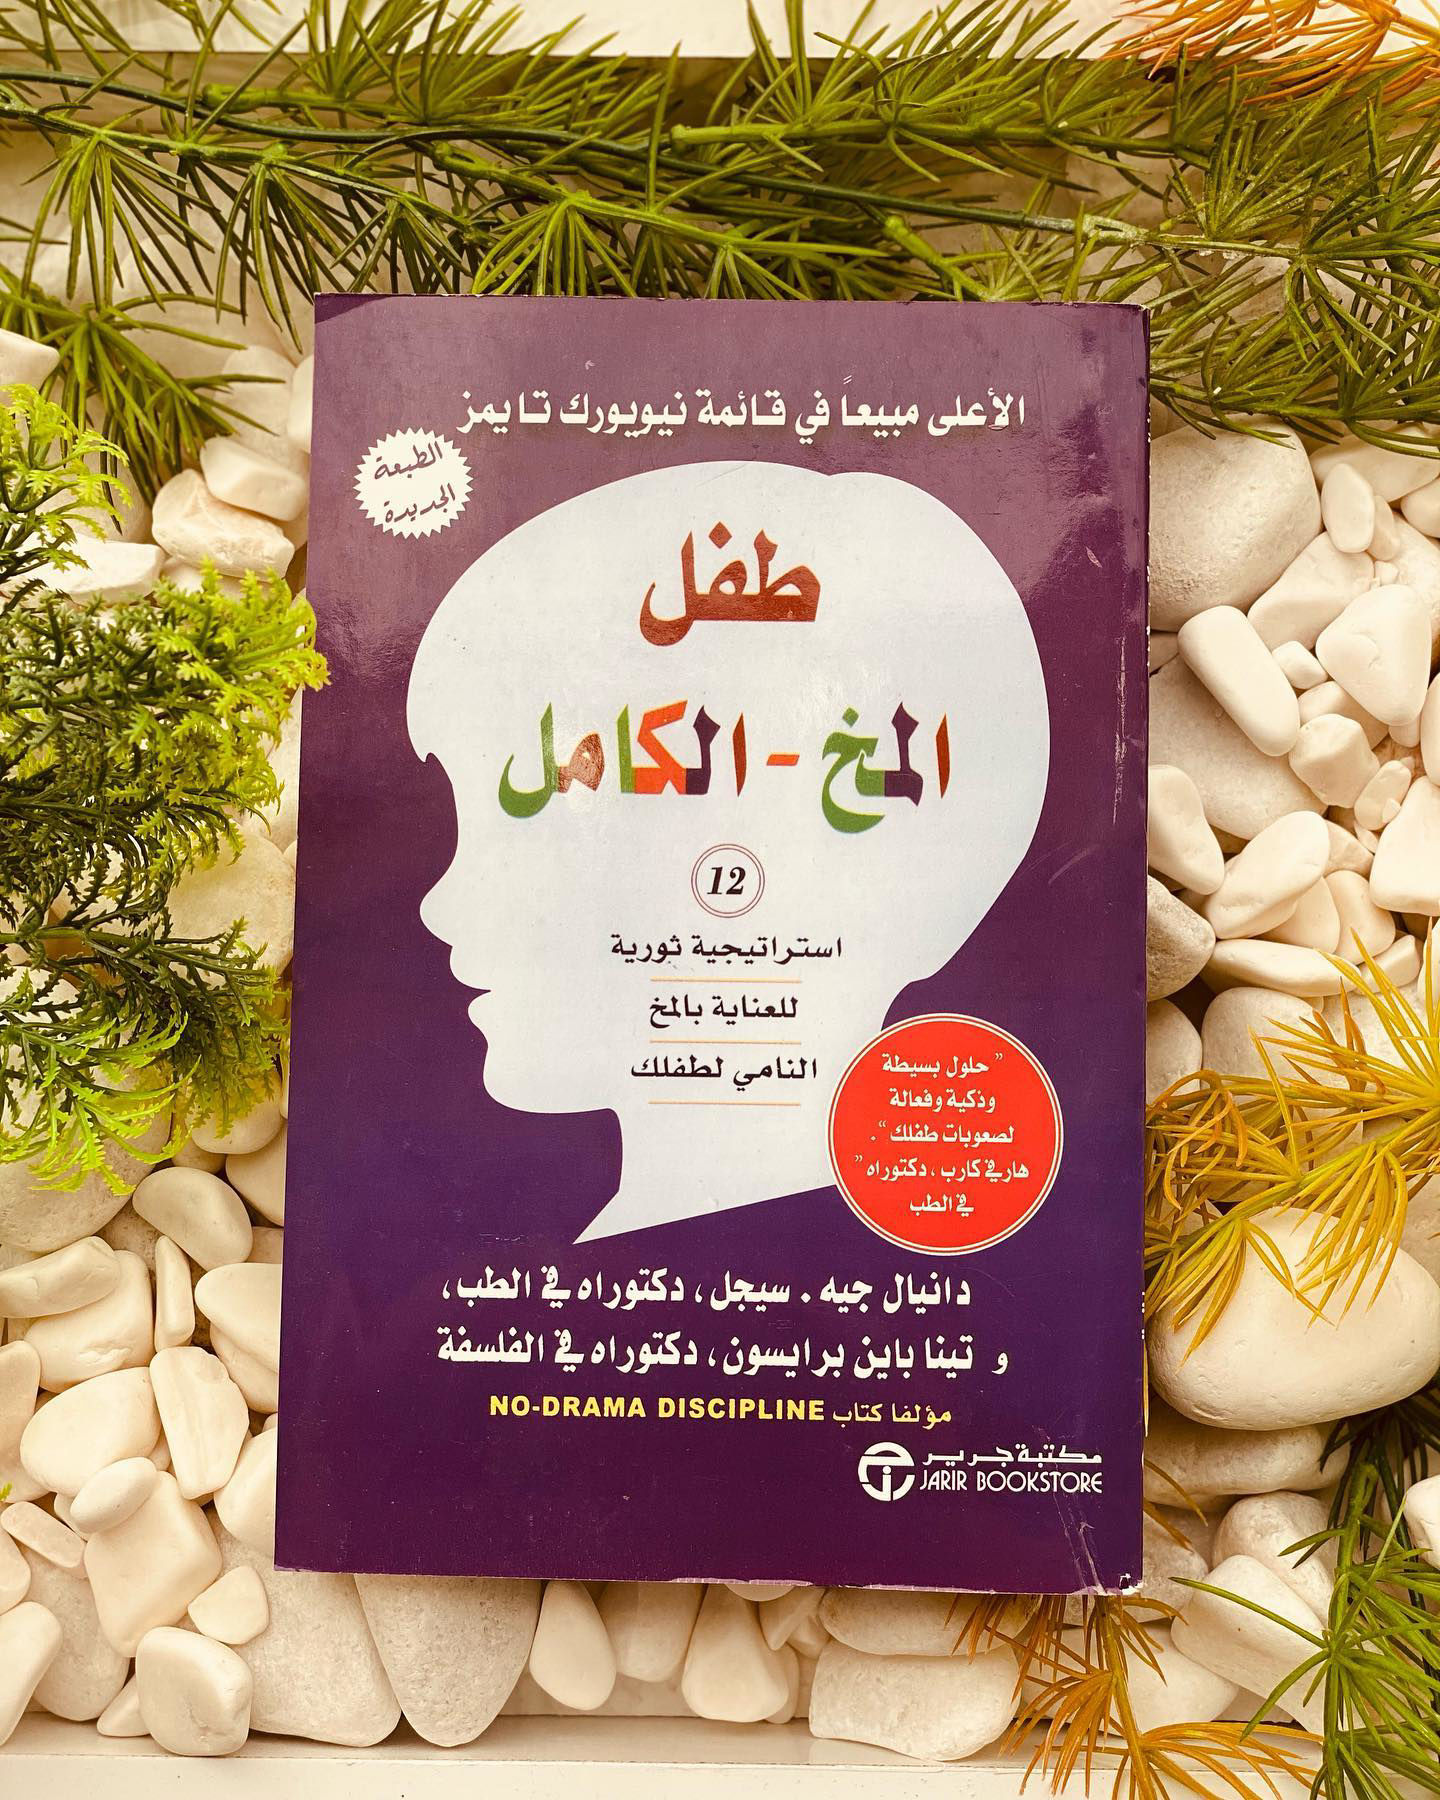 الأعلى مبيعاً في قائمة نيويورك تايمز
الطبعة
الجديدة
طفل
المخ - الكامل
12
استراتيجية ثورية
للعناية بالمخ
النامي لطفلك
" حلول بسيطة
وذكية وفعالة
لصعوبات طفلك ".
هارفي كارب ، دكتوراه "
في الطب
دانيال جيه . سيجل ، دكتوراه في الطب ،
و تينا باين برايسون ، دكتوراه في الفلسفة
مؤلفا كتاب NO-DRAMA DISCIPLINE
مكتبة جرير
JARIR BOOKSTORE